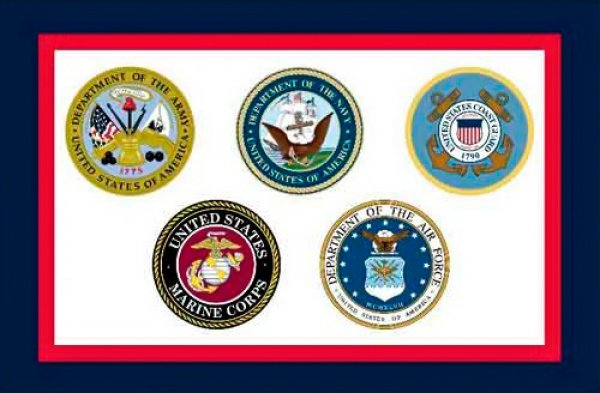 DEPARTMENT OF THE ARMY
1775
UNITED STATES OF AMERICA
DEPARTMENT OF THE NAVY
UNITED STATES OF AMERICA
UNITED STATES COAST GUARD
1790
UNITED STATES
MARINE CORPS
DEPARTMENT OF THE AIR FORCE
MCMXLVII
UNITED STATES OF AMERICA